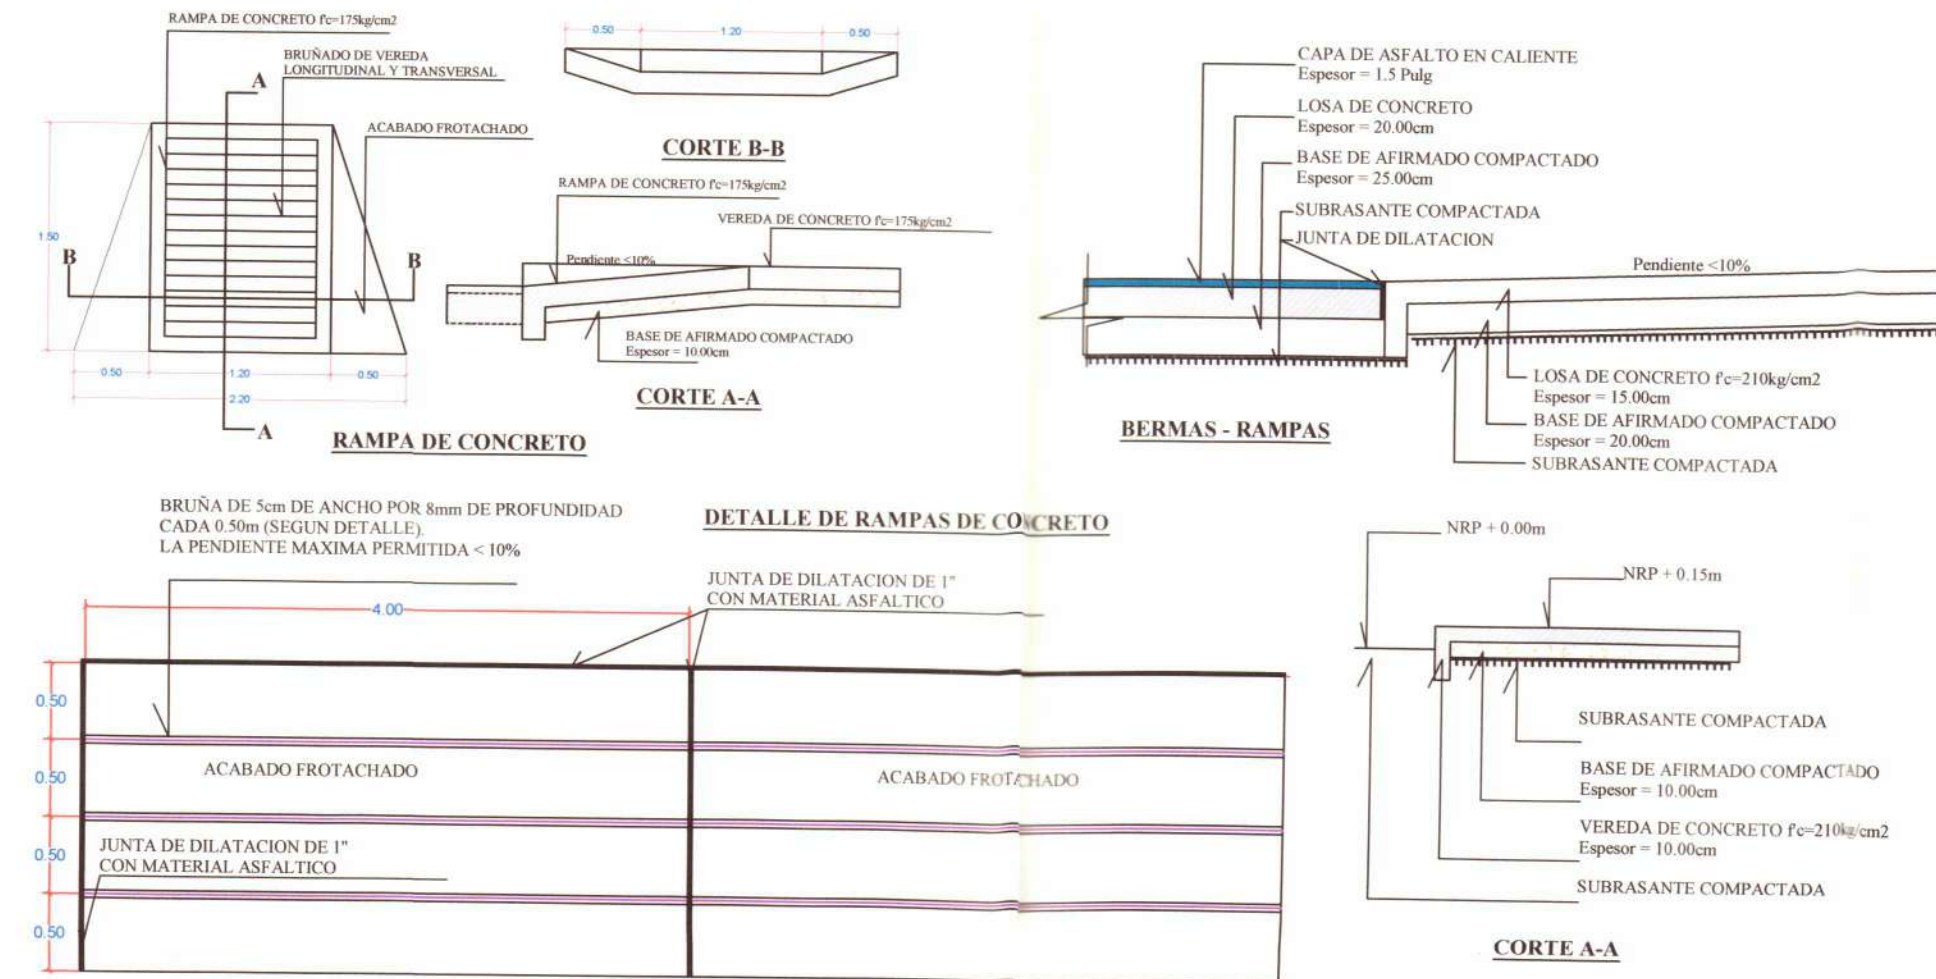 RAMPA DE CONCRETO f'c=175kg/cm2
BRUÑADO DE VEREDA
LONGITUDINAL Y TRANSVERSAL
A
ACABADO FROTACHADO
1.50
B
B
0.50
1.20
0.50
2.20
A
RAMPA DE CONCRETO
0.50
1.20
0.50
CORTE B-B
RAMPA DE CONCRETO f'c=175kg/cm2
VEREDA DE CONCRETO f'c=175kg/cm2
Pendiente <10%
BASE DE AFIRMADO COMPACTADO
Espesor = 10.00cm
CORTE A-A
CAPA DE ASFALTO EN CALIENTE
Espesor = 1.5 Pulg
LOSA DE CONCRETO
Espesor = 20.00cm
BASE DE AFIRMADO COMPACTADO
Espesor = 25.00cm
SUBRASANTE COMPACTADA
JUNTA DE DILATACION
Pendiente <10%
LOSA DE CONCRETO f'c=210kg/cm2
Espesor = 15.00cm
BASE DE AFIRMADO COMPACTADO
Espesor = 20.00cm
SUBRASANTE COMPACTADA
BERMAS - RAMPAS
DETALLE DE RAMPAS DE CONCRETO
BRUÑA DE 5cm DE ANCHO POR 8mm DE PROFUNDIDAD
CADA 0.50m (SEGUN DETALLE).
LA PENDIENTE MAXIMA PERMITIDA < 10%
JUNTA DE DILATACION DE 1"
CON MATERIAL ASFALTICO
4.00
0.50
0.50
0.50
0.50
ACABADO FROTACHADO
ACABADO FROTACHADO
JUNTA DE DILATACION DE 1"
CON MATERIAL ASFALTICO
NRP + 0.00m
NRP + 0.15m
SUBRASANTE COMPACTADA
BASE DE AFIRMADO COMPACTADO
Espesor = 10.00cm
VEREDA DE CONCRETO f'c=210kg/cm2
Espesor = 10.00cm
SUBRASANTE COMPACTADA
CORTE A-A